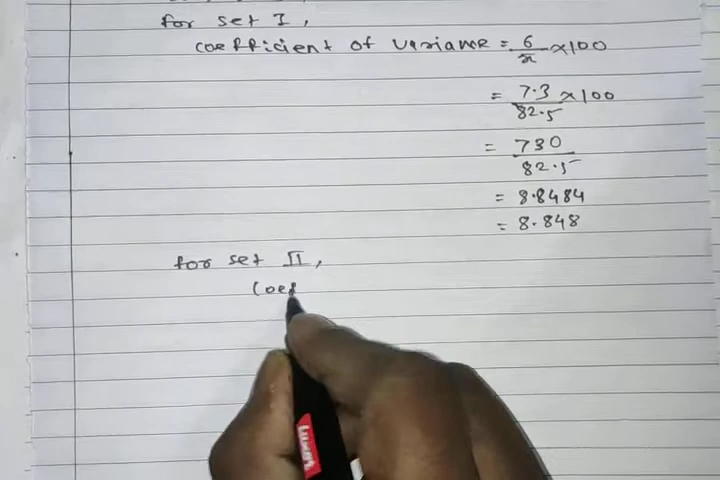 for set I,
coefficient of variance = 6/x × 100
= 7.3/82.5 × 100
= 730/82.5
= 8.8484
= 8.848
for set II,
coef